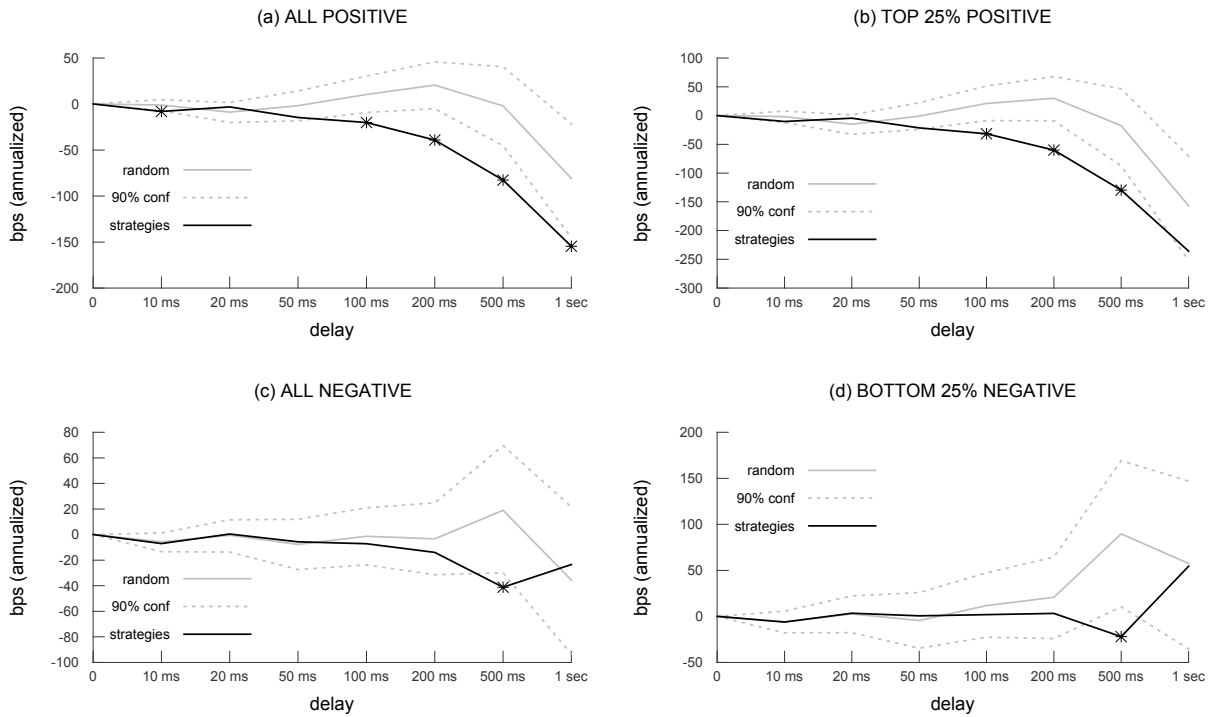 (a) ALL POSITIVE
50
0
-50
-100
-150
-200
bps (annualized)
random
90% conf
strategies
0 10 ms 20 ms 50 ms 100 ms 200 ms 500 ms 1 sec
delay
(b) TOP 25% POSITIVE
100
50
0
-50
-100
-150
-200
-250
-300
bps (annualized)
random
90% conf
strategies
0 10 ms 20 ms 50 ms 100 ms 200 ms 500 ms 1 sec
delay
(c) ALL NEGATIVE
80
60
40
20
0
-20
-40
-60
-80
-100
bps (annualized)
random
90% conf
strategies
0 10 ms 20 ms 50 ms 100 ms 200 ms 500 ms 1 sec
delay
(d) BOTTOM 25% NEGATIVE
200
150
100
50
0
-50
bps (annualized)
random
90% conf
strategies
0 10 ms 20 ms 50 ms 100 ms 200 ms 500 ms 1 sec
delay